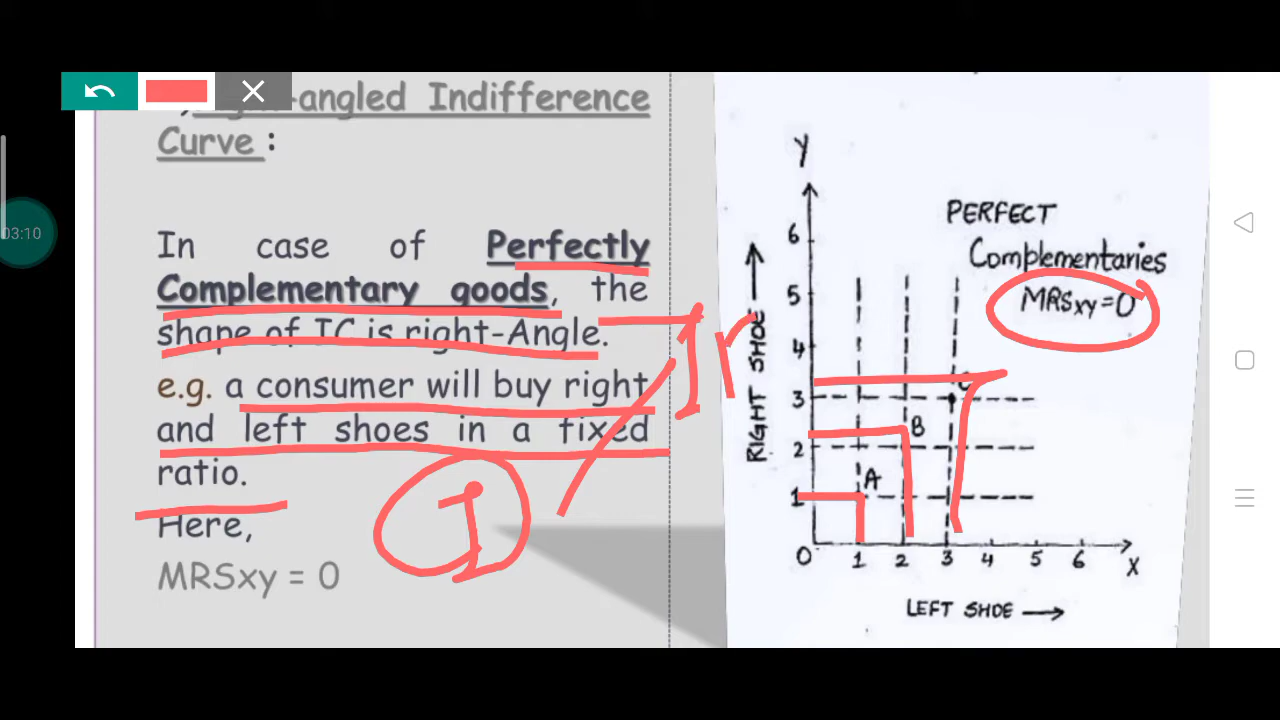 -angled Indifference
Curve :
In case of Perfectly
Complementary goods, the
shape of IC is right-Angle.
e.g. a consumer will buy right
and left shoes in a fixed
ratio.
Here,
MRSxy = 0
I
Ir
03:10
Y
PERFECT
Complementaries
MRSxy=0
RIGHT SHOE
6
5
4
3
2
1
0
A
B
C
1 2 3 4 5 6 X
LEFT SHOE